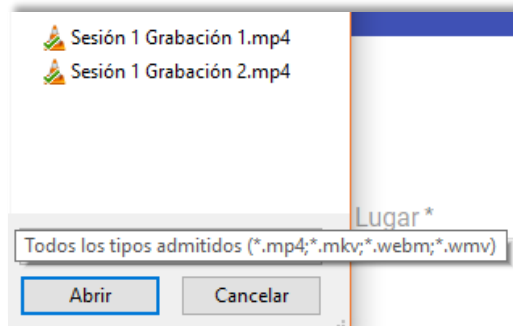 Sesión 1 Grabación 1.mp4
Sesión 1 Grabación 2.mp4
Lugar *
Todos los tipos admitidos (*.mp4;*.mkv;*.webm;*.wmv)
Abrir
Cancelar